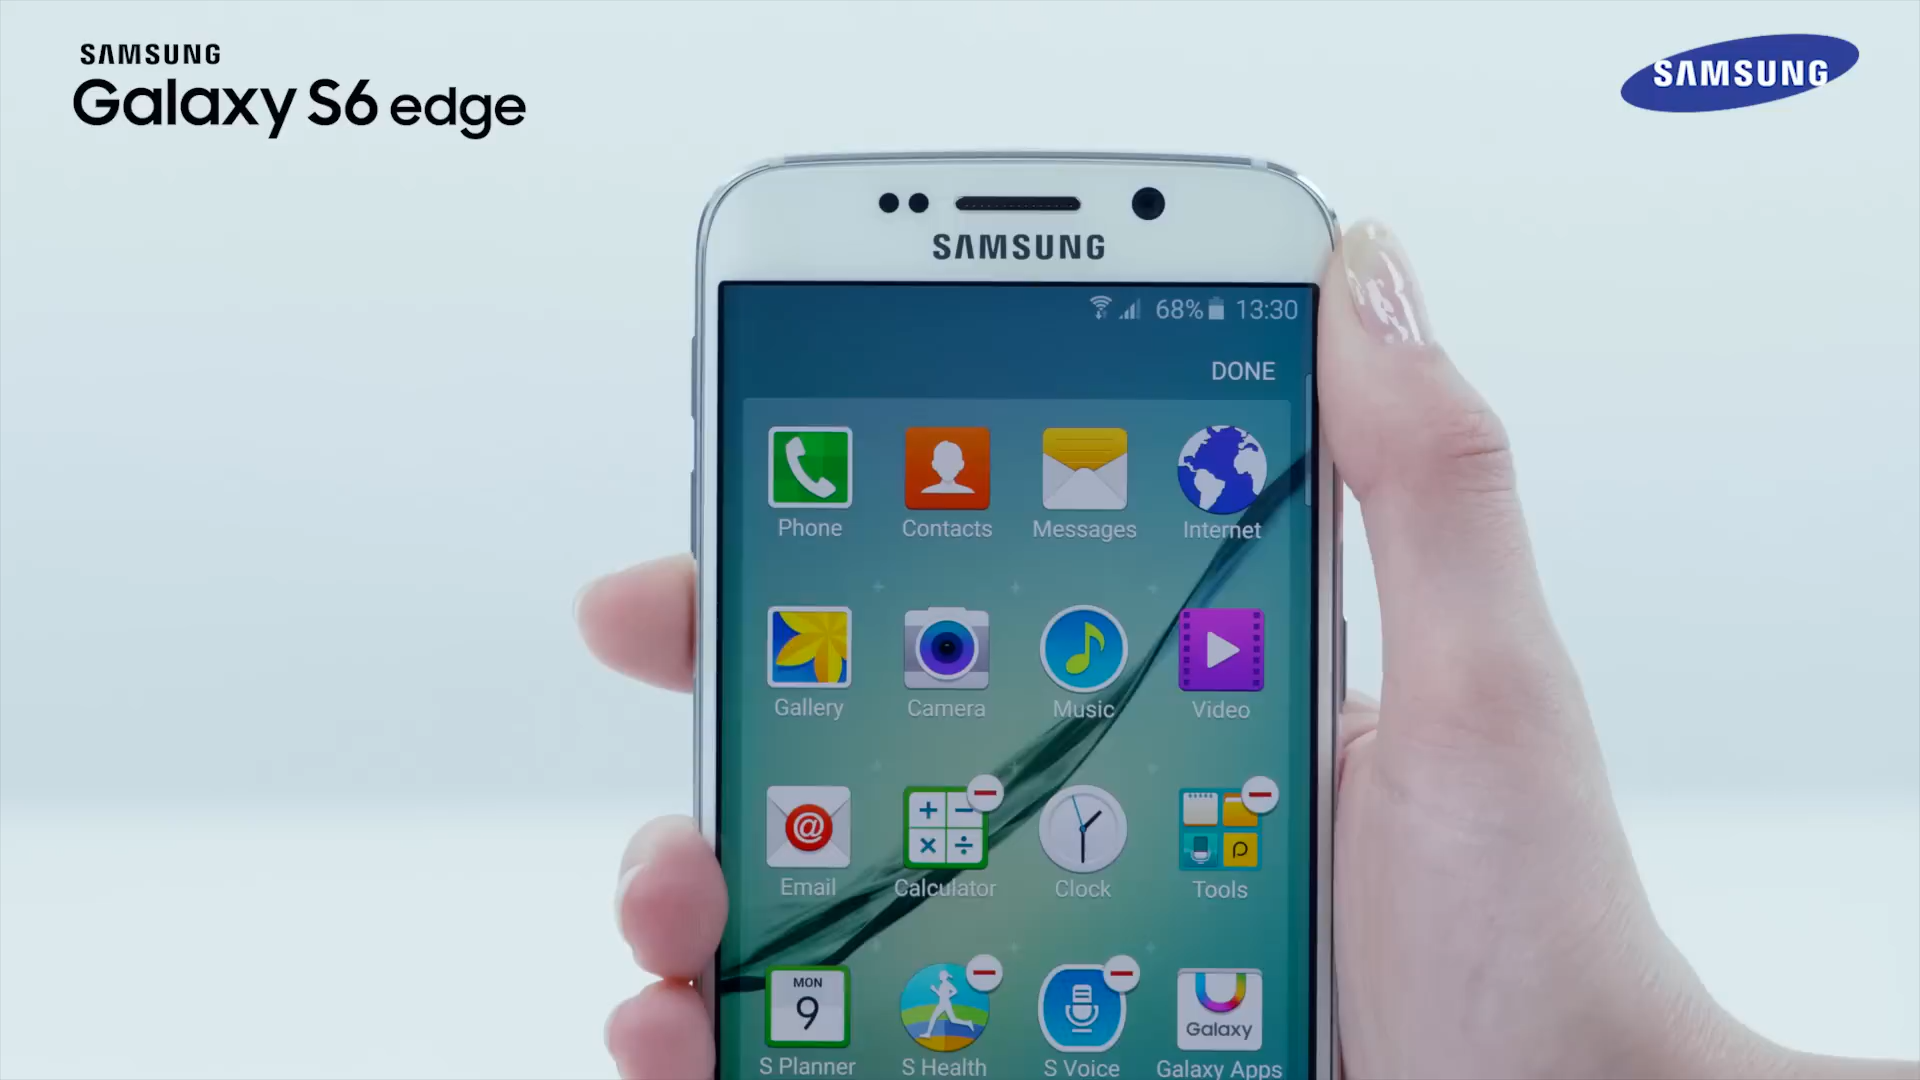 SAMSUNG
Galaxy S6 edge
SAMSUNG
SAMSUNG
68% 13:30
DONE
Phone Contacts Messages Internet
Gallery Camera Music Video
@
+ − × ÷
Email Calculator Clock Tools
MON
9
Galaxy
S Planner S Health S Voice Galaxy Apps